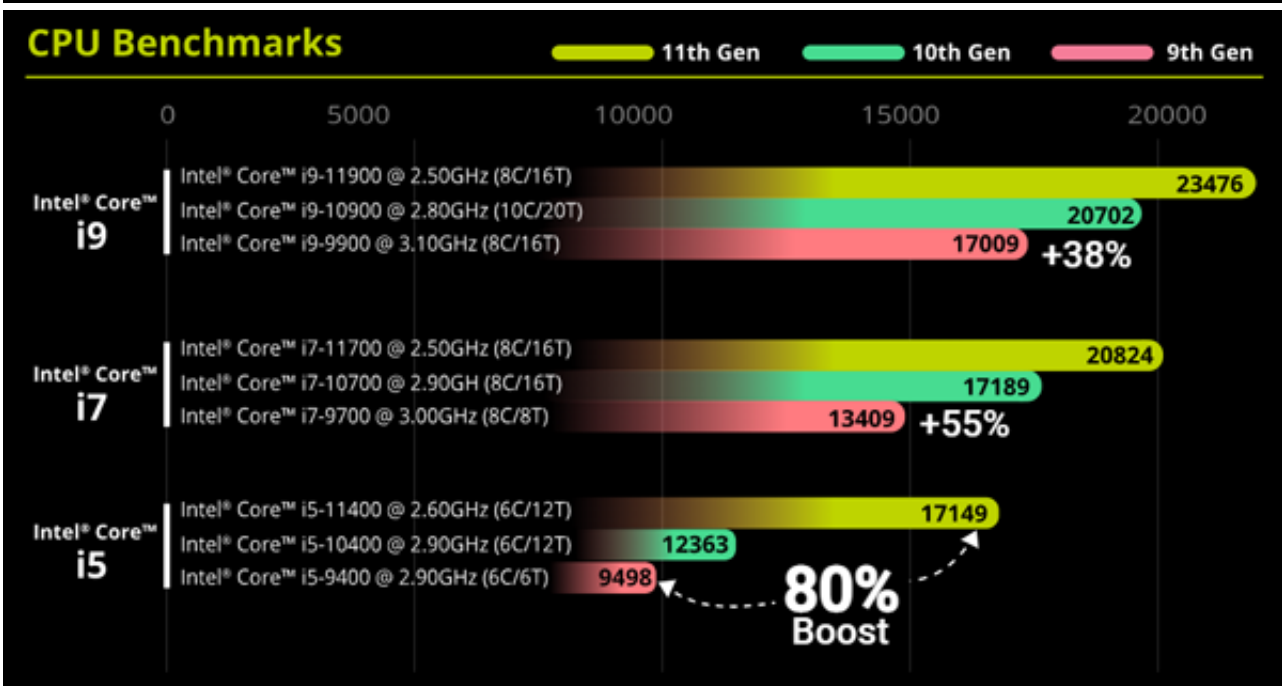 CPU Benchmarks
11th Gen 10th Gen 9th Gen
0 5000 10000 15000 20000
Intel® Core™
i9
Intel® Core™ i9-11900 @ 2.50GHz (8C/16T) 23476
Intel® Core™ i9-10900 @ 2.80GHz (10C/20T) 20702
Intel® Core™ i9-9900 @ 3.10GHz (8C/16T) 17009
+38%
Intel® Core™
i7
Intel® Core™ i7-11700 @ 2.50GHz (8C/16T) 20824
Intel® Core™ i7-10700 @ 2.90GH (8C/16T) 17189
Intel® Core™ i7-9700 @ 3.00GHz (8C/8T) 13409
+55%
Intel® Core™
i5
Intel® Core™ i5-11400 @ 2.60GHz (6C/12T) 17149
Intel® Core™ i5-10400 @ 2.90GHz (6C/12T) 12363
Intel® Core™ i5-9400 @ 2.90GHz (6C/6T) 9498
80%
Boost